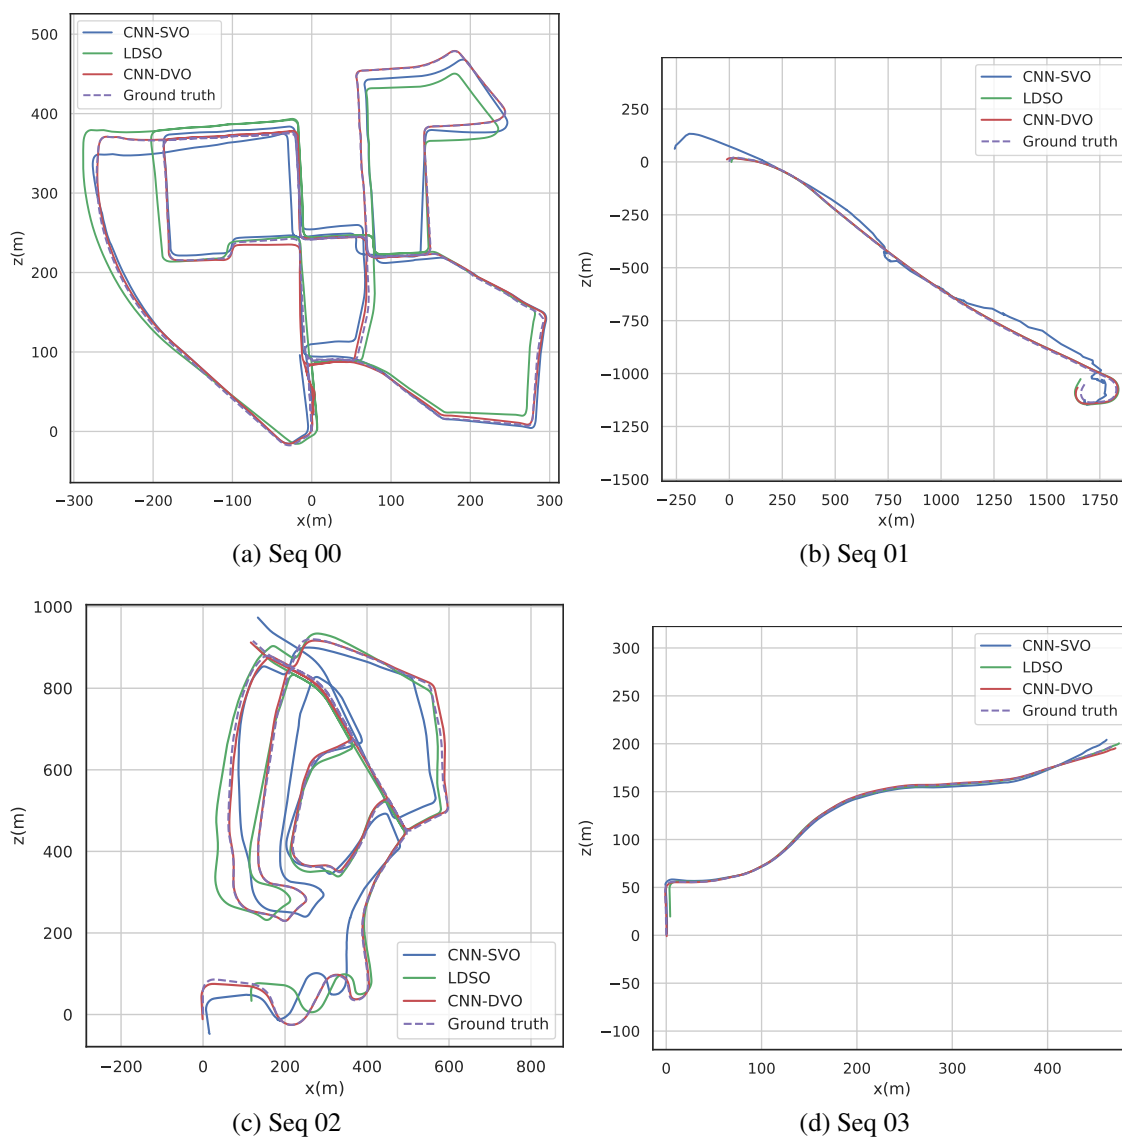 CNN-SVO
LDSO
CNN-DVO
Ground truth
500
400
300
200
100
0
z(m)
−300
−200
−100
0
100
200
300
x(m)
(a) Seq 00
CNN-SVO
LDSO
CNN-DVO
Ground truth
250
0
−250
−500
−750
−1000
−1250
−1500
z(m)
−250
0
250
500
750
1000
1250
1500
1750
x(m)
(b) Seq 01
1000
800
600
400
200
0
z(m)
CNN-SVO
LDSO
CNN-DVO
Ground truth
−200
0
200
400
600
800
x(m)
(c) Seq 02
CNN-SVO
LDSO
CNN-DVO
Ground truth
300
250
200
150
100
50
0
−50
−100
z(m)
0
100
200
300
400
x(m)
(d) Seq 03